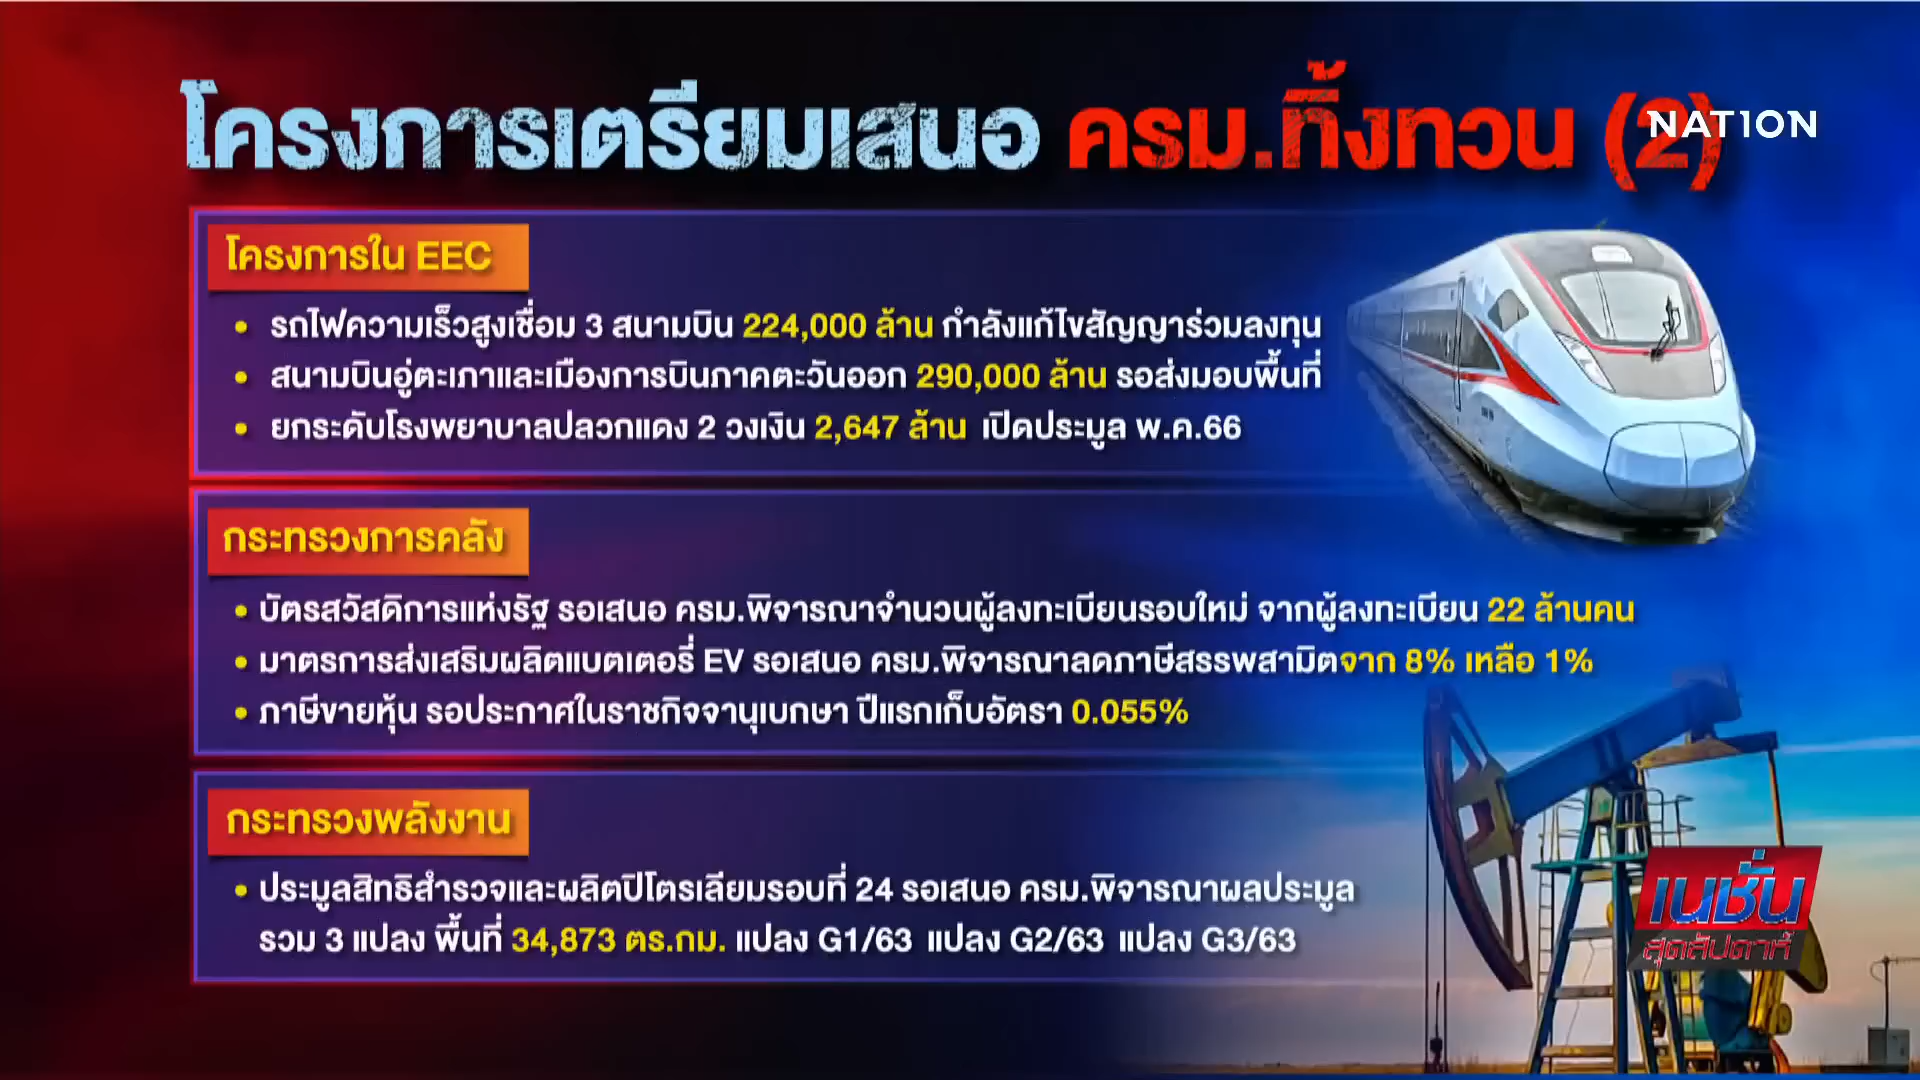 โครงการเตรียมเสนอ ครม.ทิ้งทวน (2)
NATION
โครงการใน EEC
• รถไฟความเร็วสูงเชื่อม 3 สนามบิน 224,000 ล้าน กำลังแก้ไขสัญญาร่วมลงทุน
• สนามบินอู่ตะเภาและเมืองการบินภาคตะวันออก 290,000 ล้าน รอส่งมอบพื้นที่
• ยกระดับโรงพยาบาลปลวกแดง 2 วงเงิน 2,647 ล้าน เปิดประมูล พ.ค.66
กระทรวงการคลัง
• บัตรสวัสดิการแห่งรัฐ รอเสนอ ครม.พิจารณาจำนวนผู้ลงทะเบียนรอบใหม่ จากผู้ลงทะเบียน 22 ล้านคน
• มาตรการส่งเสริมผลิตแบตเตอรี่ EV รอเสนอ ครม.พิจารณาลดภาษีสรรพสามิตจาก 8% เหลือ 1%
• ภาษีขายหุ้น รอประกาศในราชกิจจานุเบกษา ปีแรกเก็บอัตรา 0.055%
กระทรวงพลังงาน
• ประมูลสิทธิสำรวจและผลิตปิโตรเลียมรอบที่ 24 รอเสนอ ครม.พิจารณาผลประมูล
รวม 3 แปลง พื้นที่ 34,873 ตร.กม. แปลง G1/63 แปลง G2/63 แปลง G3/63
เนชั่น
สุดสัปดาห์